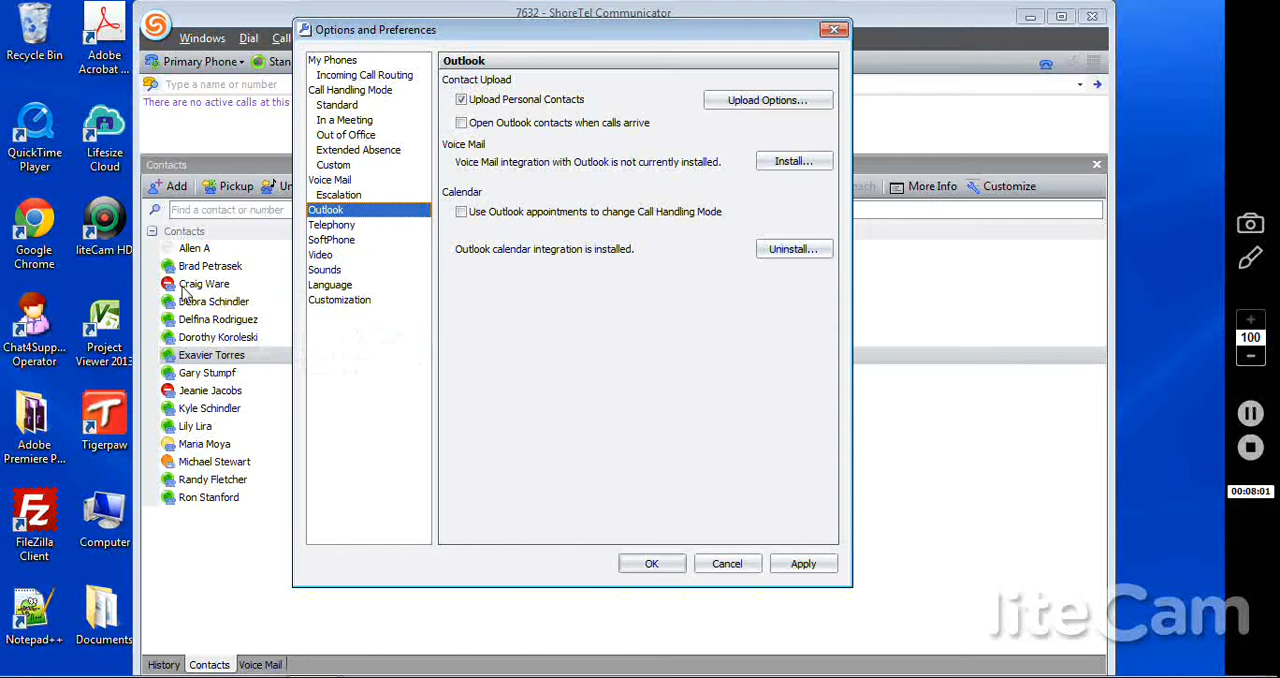 7632 - ShoreTel Communicator
Recycle Bin
Adobe
Acrobat ...
QuickTime
Player
Lifesize
Cloud
Google
Chrome
liteCam HD
Chat4Supp...
Operator
Project
Viewer 2013
Adobe
Premiere P...
Tigerpaw
FileZilla
Client
Computer
Notepad++
Documents
Windows
Dial
Call
Primary Phone
Stan
Type a name or number
There are no active calls at this
Contacts
Add
Pickup
Un
More Info
Customize
Find a contact or number
Contacts
Allen A
Brad Petrasek
Craig Ware
Debra Schindler
Delfina Rodriguez
Dorothy Koroleski
Exavier Torres
Gary Stumpf
Jeanie Jacobs
Kyle Schindler
Lily Lira
Maria Moya
Michael Stewart
Randy Fletcher
Ron Stanford
History
Contacts
Voice Mail
Options and Preferences
My Phones
Incoming Call Routing
Call Handling Mode
Standard
In a Meeting
Out of Office
Extended Absence
Custom
Voice Mail
Escalation
Outlook
Telephony
SoftPhone
Video
Sounds
Language
Customization
Outlook
Contact Upload
Upload Personal Contacts
Upload Options...
Open Outlook contacts when calls arrive
Voice Mail
Voice Mail integration with Outlook is not currently installed.
Install...
Calendar
Use Outlook appointments to change Call Handling Mode
Outlook calendar integration is installed.
Uninstall...
OK
Cancel
Apply
100
00:08:01
liteCam